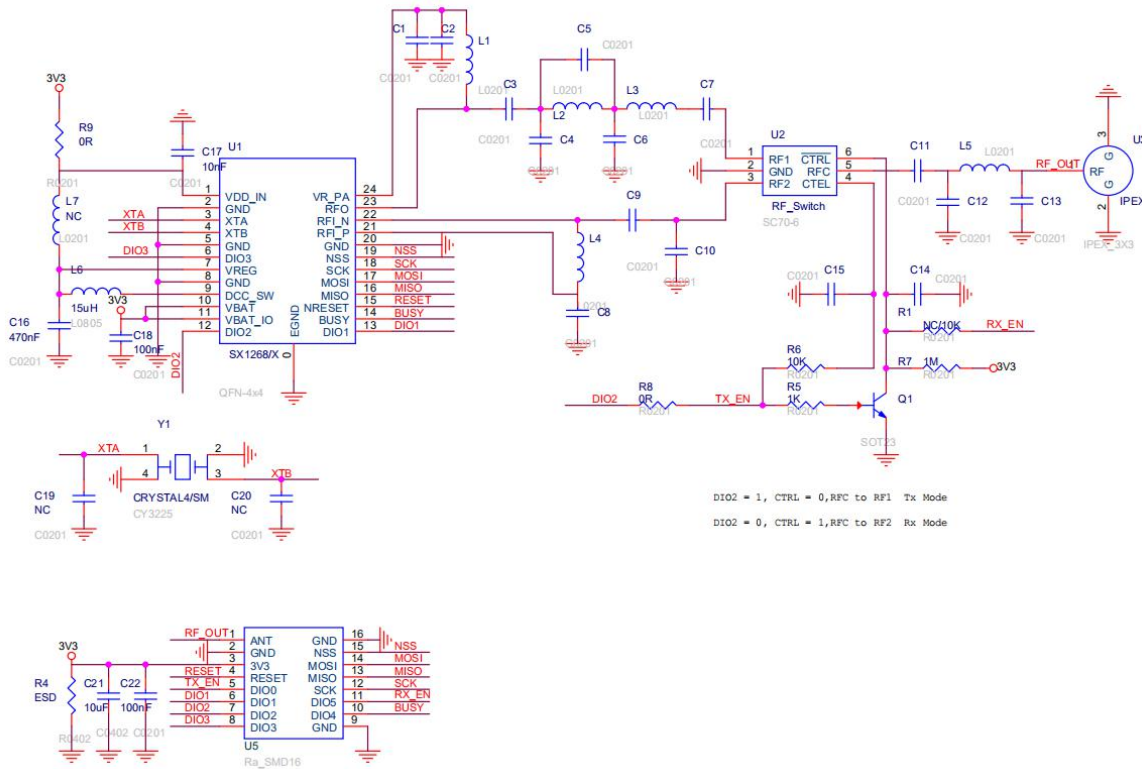 3V3
R9
0R
R0201
L7
NC
L0201
C17
10nF
C0201
U1
1 VDD_IN
2 GND
3 XTA
4 XTB
5 GND
6 DIO3
7 VREG
8 GND
9 DCC_SW
10 VBAT
11 VBAT_IO
12 DIO2
VR_PA 24
RFO 23
RFI_N 22
RFI_P 21
GND 20
NSS 19
SCK 18
MOSI 17
MISO 16
NRESET 15
BUSY 14
DIO1 13
EGND
0
SX1268/X
QFN-4x4
XTA
XTB
DIO3
L6
15uH
L0805
3V3
C16
470nF
C0201
C18
100nF
C0201
DIO2
NSS
SCK
MOSI
MISO
RESET
BUSY
DIO1
C1
C2
C0201
C0201
L1
L0201
C3
C0201
C5
C0201
L0201
L2
C4
C0201
L3
L0201
C6
C0201
C7
C0201
U2
1 RF1
2 GND
3 RF2
CTRL 6
RFC 5
CTEL 4
RF_Switch
SC70-6
C9
C0201
C10
C0201
L4
L0201
C8
C0201
C11
C0201
L5
L0201
C12
C0201
C13
C0201
RF_OUT
1
3
G
RF
G
2
IPEX
IPEX_3X3
C15
C0201
C14
C0201
R1
NC/10K
R0201
RX_EN
R6
10K
R0201
R7
1M
R0201
3V3
DIO2
R8
0R
R0201
TX_EN
R5
1K
R0201
Q1
SOT23
DIO2 = 1, CTRL = 0,RFC to RF1 Tx Mode
DIO2 = 0, CTRL = 1,RFC to RF2 Rx Mode
Y1
XTA
1
2
4
3
XTB
CRYSTAL4/SM
CY3225
C19
NC
C0201
C20
NC
C0201
3V3
R4
ESD
R0402
C21
10uF
C0402
C22
100nF
C0201
RF_OUT
RESET
TX_EN
DIO1
DIO2
DIO3
1 ANT
2 GND
3 3V3
4 RESET
5 DIO0
6 DIO1
7 DIO2
8 DIO3
GND 16
NSS 15
MOSI 14
MISO 13
SCK 12
DIO5 11
DIO4 10
GND 9
NSS
MOSI
MISO
SCK
RX_EN
BUSY
U5
Ra_SMD16